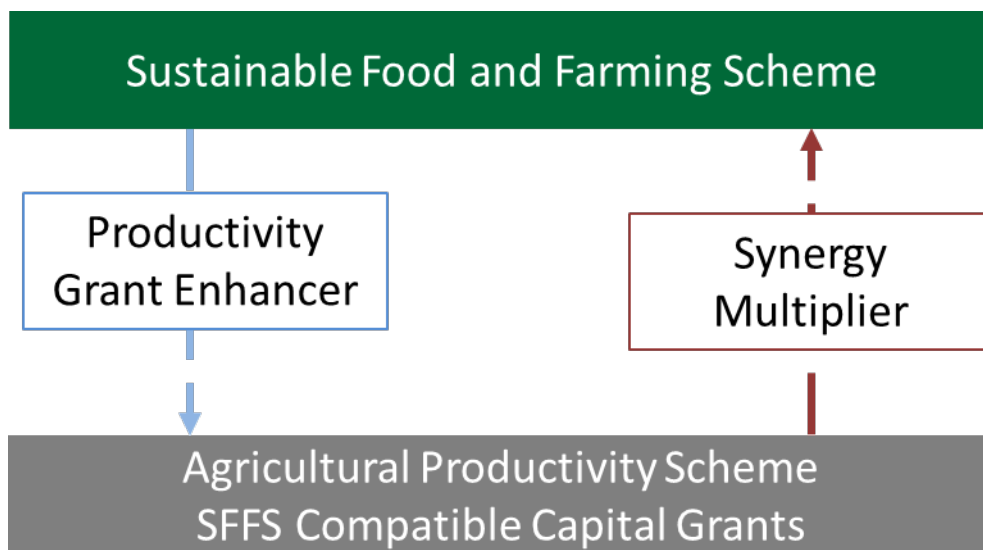 Sustainable Food and Farming Scheme
Productivity
Grant Enhancer
Synergy
Multiplier
Agricultural Productivity Scheme
SFFS Compatible Capital Grants